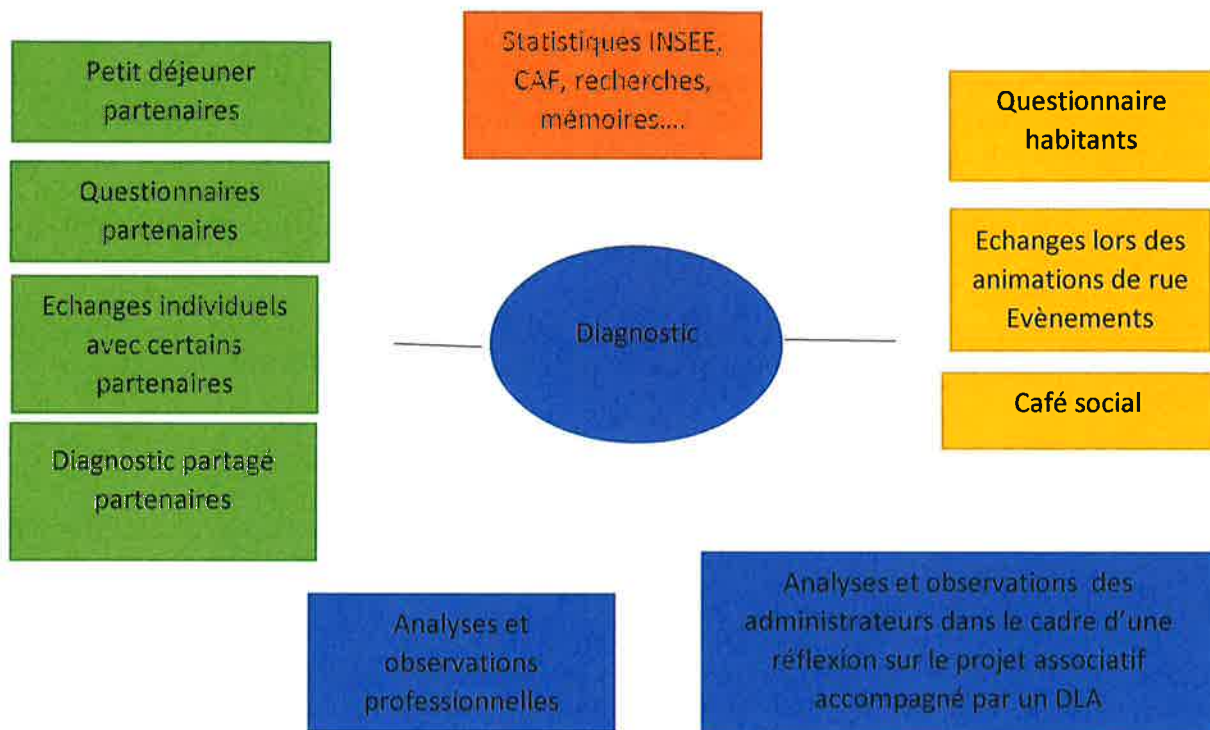 Petit déjeuner
partenaires
Questionnaires
partenaires
Echanges individuels
avec certains
partenaires
Diagnostic partagé
partenaires
Statistiques INSEE,
CAF, recherches,
mémoires....
Diagnostic
Questionnaire
habitants
Echanges lors des
animations de rue
Evènements
Café social
Analyses et
observations
professionnelles
Analyses et observations des
administrateurs dans le cadre d'une
réflexion sur le projet associatif
accompagné par un DLA